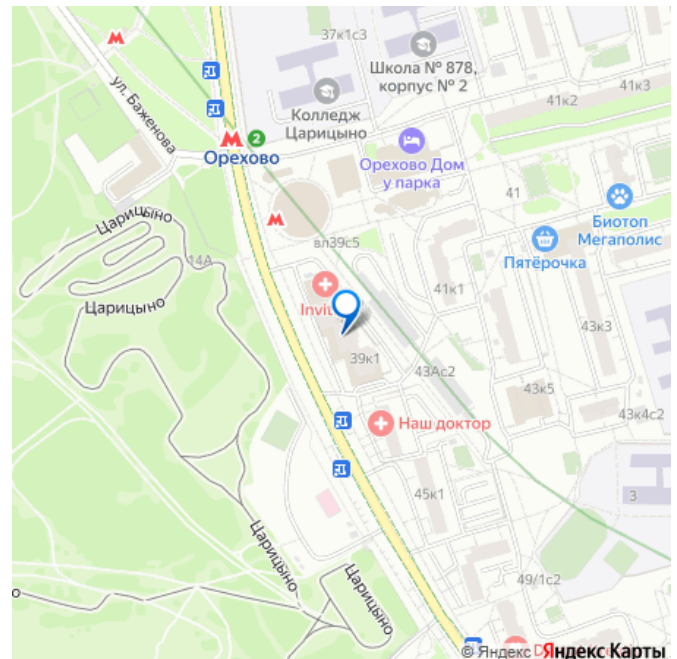 37к1с3
Школа № 878,
корпус № 2
41к3
41к2
Колледж
Царицыно
ул. Баженова
2
Орехово
Орехово Дом
у парка
41
Биотоп
Мегаполис
Царицыно
вл39с5
Пятёрочка
14А
Царицыно
41к1
Invit
43к3
39к1
43Ас2
43к5
Наш доктор
43к4с2
45к1
3
Царицыно
Царицыно
49/1с2
о
© Яндекс Яндекс Карты